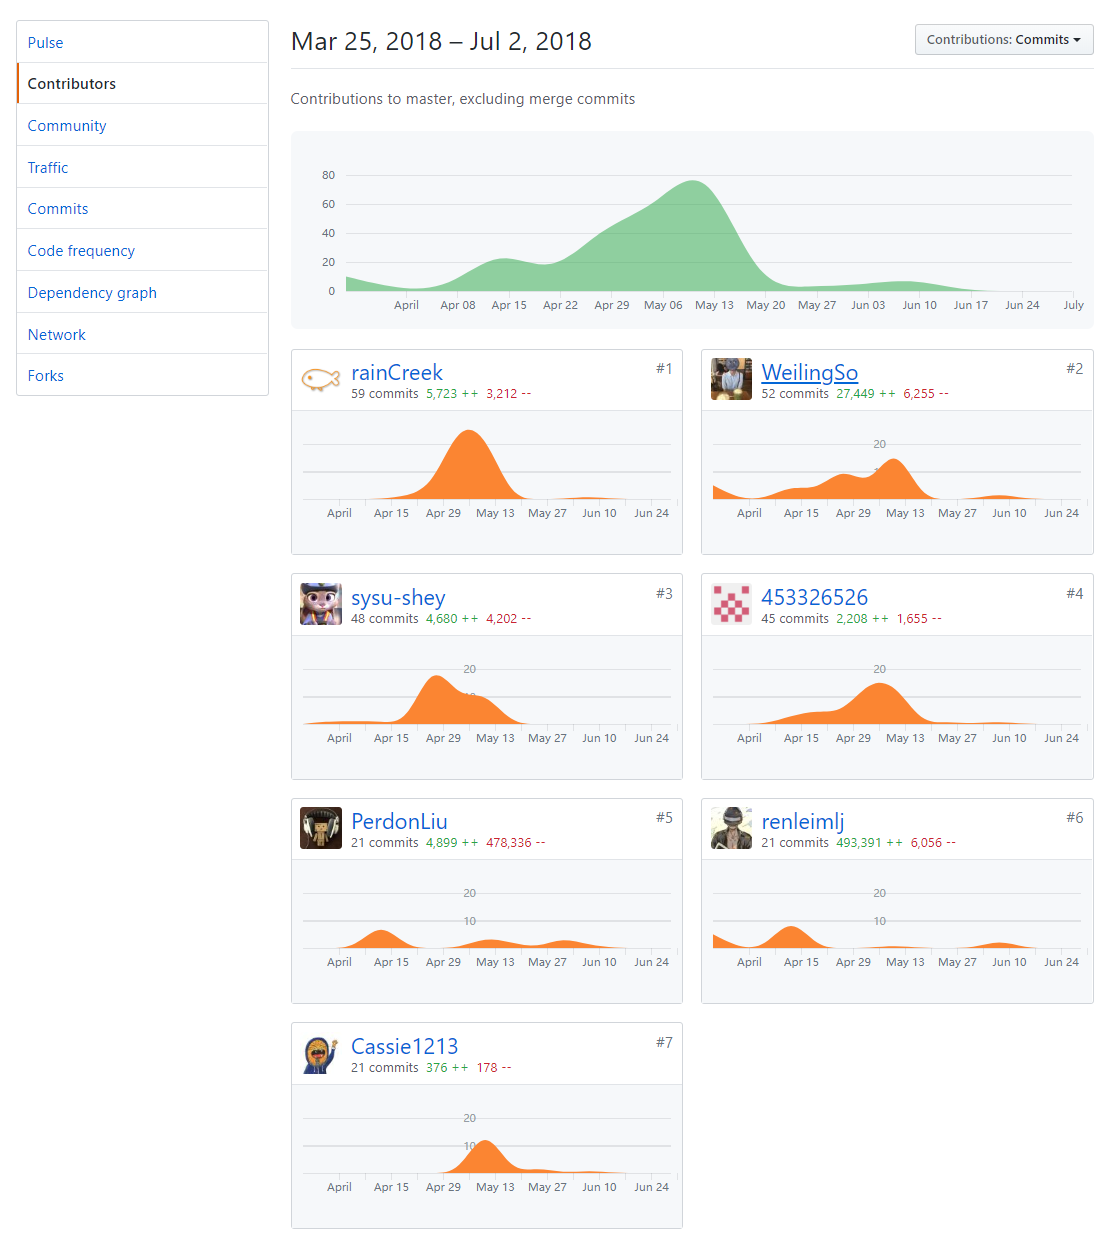 Pulse
Contributors
Community
Traffic
Commits
Code frequency
Dependency graph
Network
Forks
Mar 25, 2018 – Jul 2, 2018
Contributions: Commits
Contributions to master, excluding merge commits
80
60
40
20
0
April Apr 08 Apr 15 Apr 22 Apr 29 May 06 May 13 May 20 May 27 Jun 03 Jun 10 Jun 17 Jun 24 July
rainCreek #1
59 commits 5,723 ++ 3,212 --
April Apr 15 Apr 29 May 13 May 27 Jun 10 Jun 24
WeilingSo #2
52 commits 27,449 ++ 6,255 --
20
April Apr 15 Apr 29 May 13 May 27 Jun 10 Jun 24
sysu-shey #3
48 commits 4,680 ++ 4,202 --
20
April Apr 15 Apr 29 May 13 May 27 Jun 10 Jun 24
453326526 #4
45 commits 2,208 ++ 1,655 --
20
April Apr 15 Apr 29 May 13 May 27 Jun 10 Jun 24
PerdonLiu #5
21 commits 4,899 ++ 478,336 --
20
10
April Apr 15 Apr 29 May 13 May 27 Jun 10 Jun 24
renleimlj #6
21 commits 493,391 ++ 6,056 --
20
10
April Apr 15 Apr 29 May 13 May 27 Jun 10 Jun 24
Cassie1213 #7
21 commits 376 ++ 178 --
20
10
April Apr 15 Apr 29 May 13 May 27 Jun 10 Jun 24